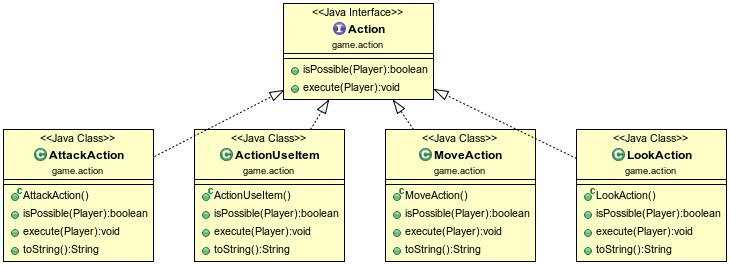 <<Java Interface>>
I Action
game.action
isPossible(Player):boolean
execute(Player):void
<<Java Class>>
C AttackAction
game.action
c AttackAction()
isPossible(Player):boolean
execute(Player):void
toString():String
<<Java Class>>
C ActionUseItem
game.action
c ActionUseItem()
isPossible(Player):boolean
execute(Player):void
toString():String
<<Java Class>>
C MoveAction
game.action
c MoveAction()
isPossible(Player):boolean
execute(Player):void
toString():String
<<Java Class>>
C LookAction
game.action
c LookAction()
isPossible(Player):boolean
execute(Player):void
toString():String